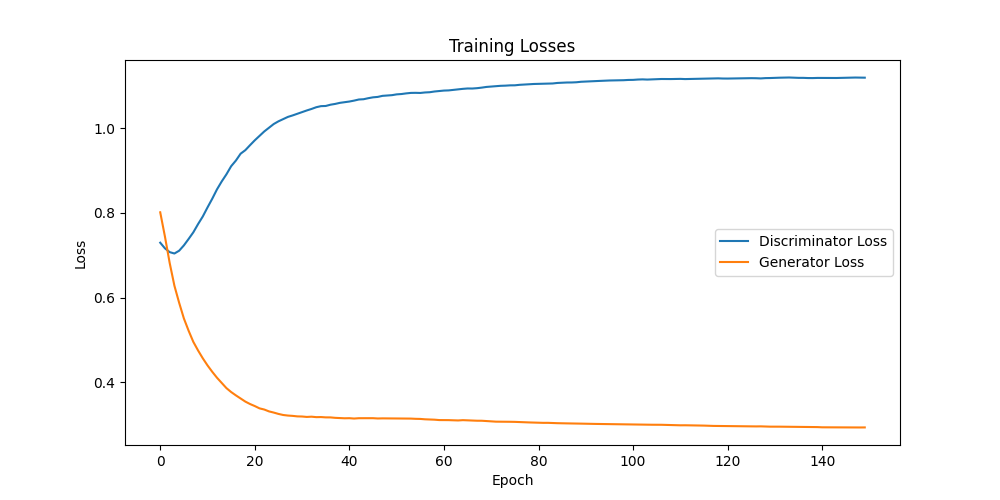 Training Losses
Loss
1.0
0.8
0.6
0.4
Discriminator Loss
Generator Loss
0 20 40 60 80 100 120 140
Epoch